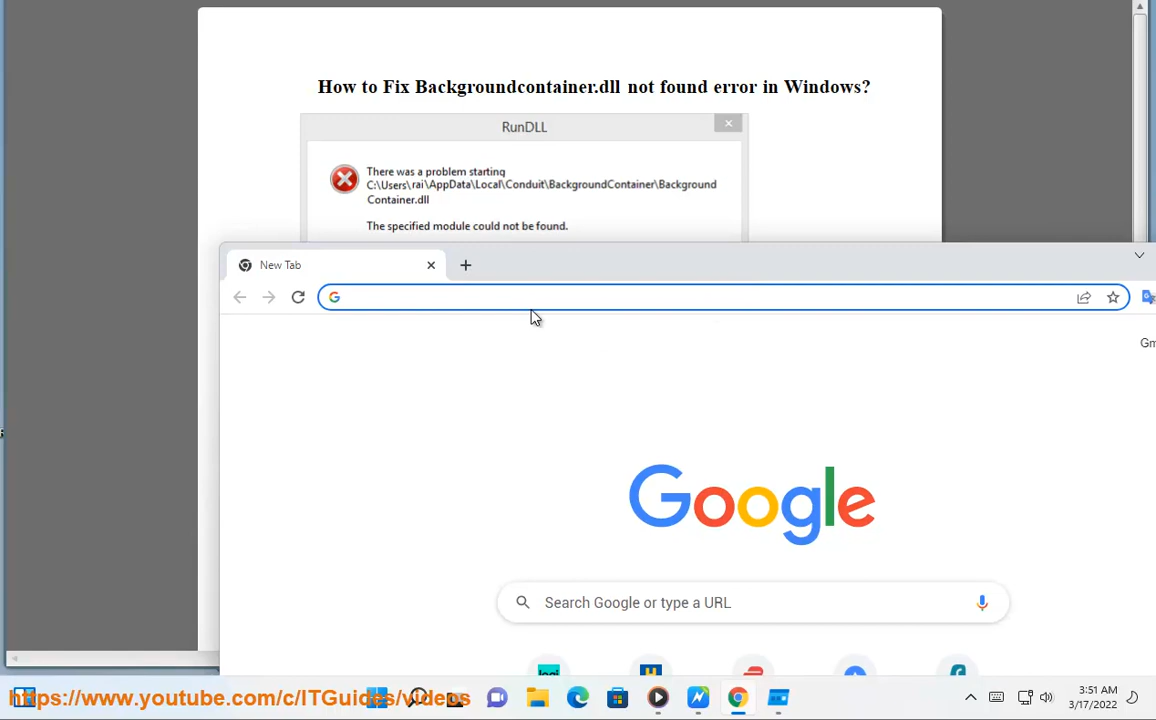 How to Fix Backgroundcontainer.dll not found error in Windows?
RunDLL
There was a problem starting
C:\Users\rai\AppData\Local\Conduit\BackgroundContainer\Background
Container.dll
The specified module could not be found.
New Tab
Gm
Google
Search Google or type a URL
https://www.youtube.com/c/ITGuides/videos
3:51 AM
3/17/2022